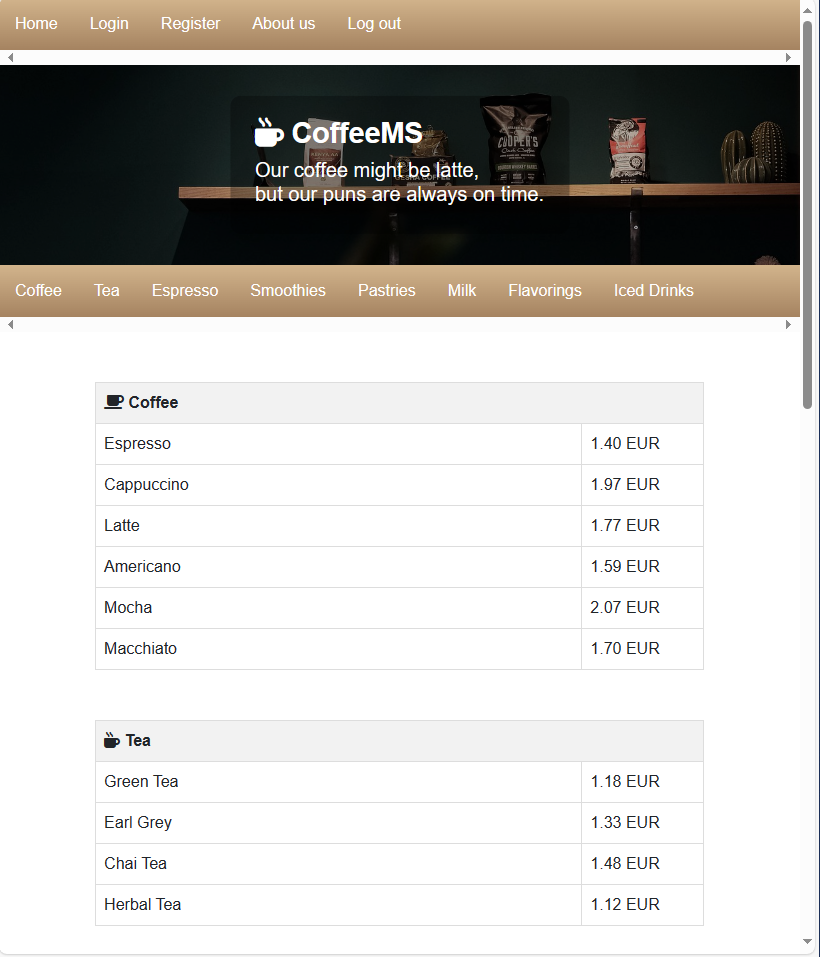 Home Login Register About us Log out
CoffeeMS
Our coffee might be latte,
but our puns are always on time.
COOPER'S
Cask Coffee
Coffee Tea Espresso Smoothies Pastries Milk Flavorings Iced Drinks
Coffee
Espresso 1.40 EUR
Cappuccino 1.97 EUR
Latte 1.77 EUR
Americano 1.59 EUR
Mocha 2.07 EUR
Macchiato 1.70 EUR
Tea
Green Tea 1.18 EUR
Earl Grey 1.33 EUR
Chai Tea 1.48 EUR
Herbal Tea 1.12 EUR